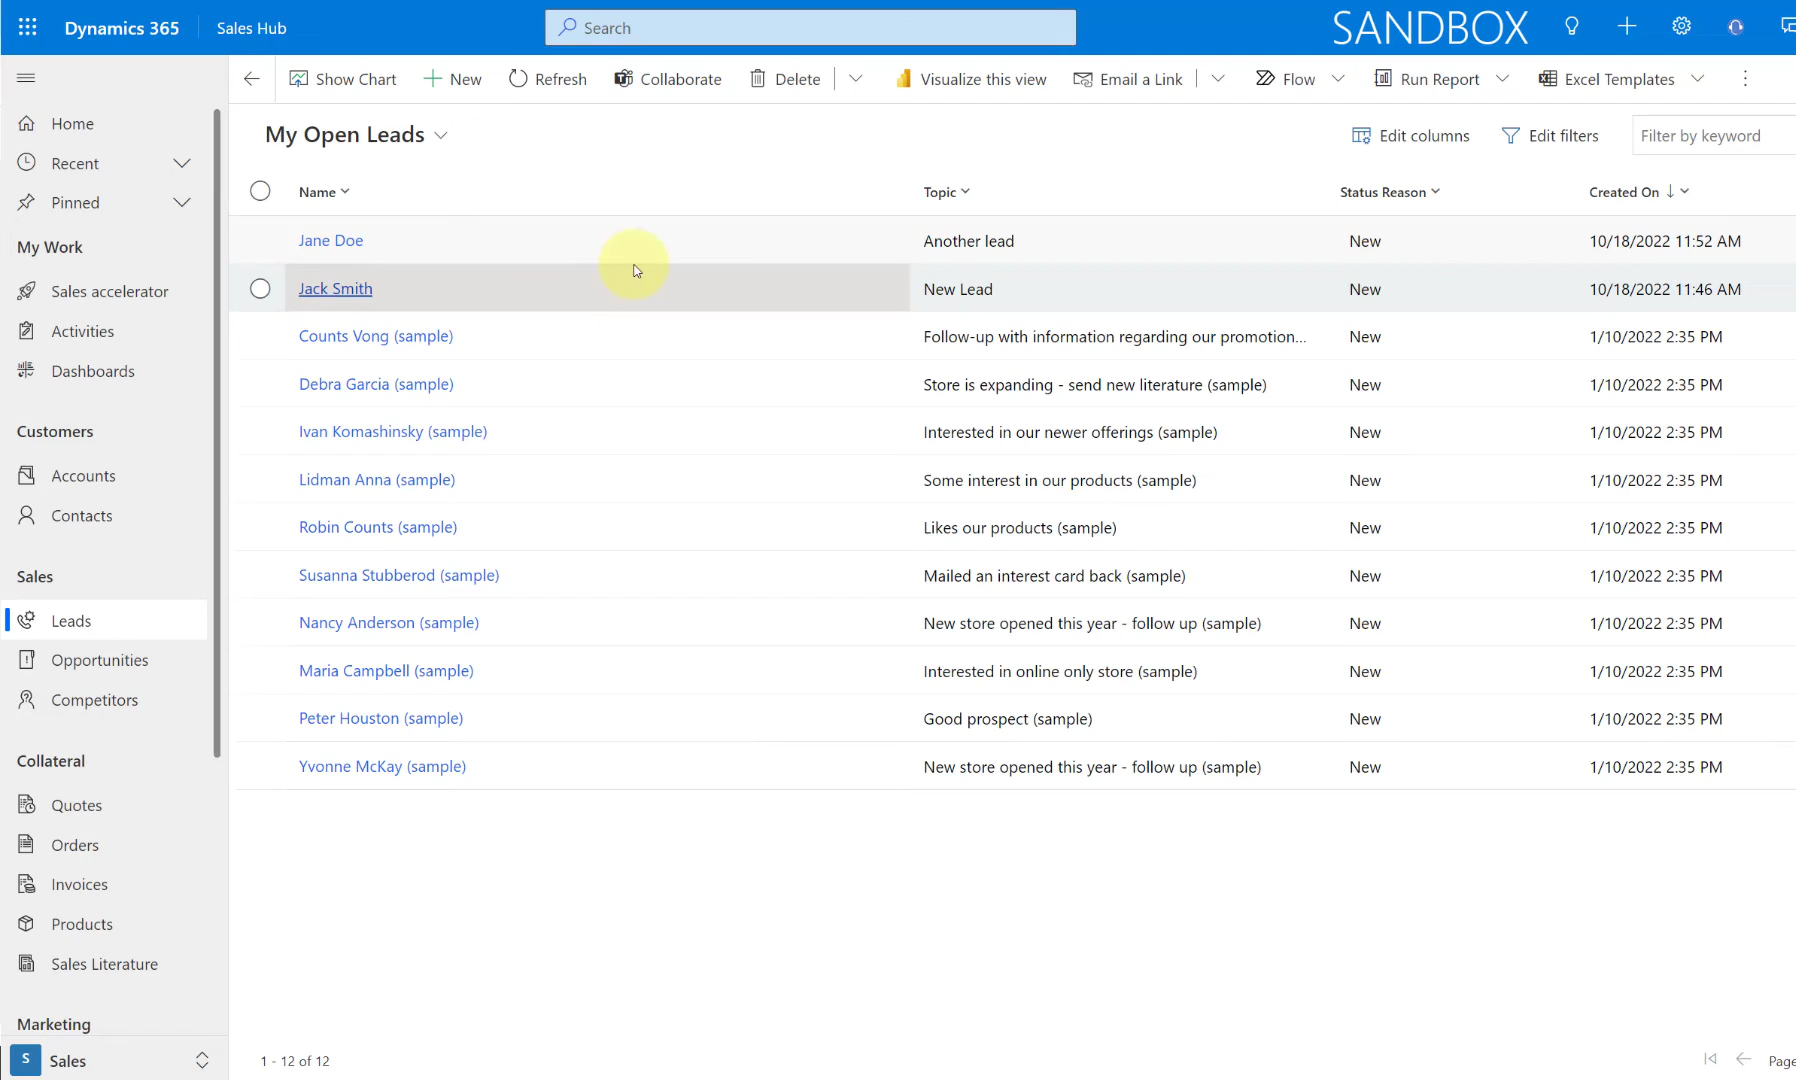 Dynamics 365 Sales Hub Search SANDBOX
Show Chart New Refresh Collaborate Delete Visualize this view Email a Link Flow Run Report Excel Templates
Home
Recent
Pinned
My Work
Sales accelerator
Activities
Dashboards
Customers
Accounts
Contacts
Sales
Leads
Opportunities
Competitors
Collateral
Quotes
Orders
Invoices
Products
Sales Literature
Marketing
S Sales
My Open Leads Edit columns Edit filters Filter by keyword
Name Topic Status Reason Created On
Jane Doe Another lead New 10/18/2022 11:52 AM
Jack Smith New Lead New 10/18/2022 11:46 AM
Counts Vong (sample) Follow-up with information regarding our promotion... New 1/10/2022 2:35 PM
Debra Garcia (sample) Store is expanding - send new literature (sample) New 1/10/2022 2:35 PM
Ivan Komashinsky (sample) Interested in our newer offerings (sample) New 1/10/2022 2:35 PM
Lidman Anna (sample) Some interest in our products (sample) New 1/10/2022 2:35 PM
Robin Counts (sample) Likes our products (sample) New 1/10/2022 2:35 PM
Susanna Stubberod (sample) Mailed an interest card back (sample) New 1/10/2022 2:35 PM
Nancy Anderson (sample) New store opened this year - follow up (sample) New 1/10/2022 2:35 PM
Maria Campbell (sample) Interested in online only store (sample) New 1/10/2022 2:35 PM
Peter Houston (sample) Good prospect (sample) New 1/10/2022 2:35 PM
Yvonne McKay (sample) New store opened this year - follow up (sample) New 1/10/2022 2:35 PM
1 - 12 of 12 Page